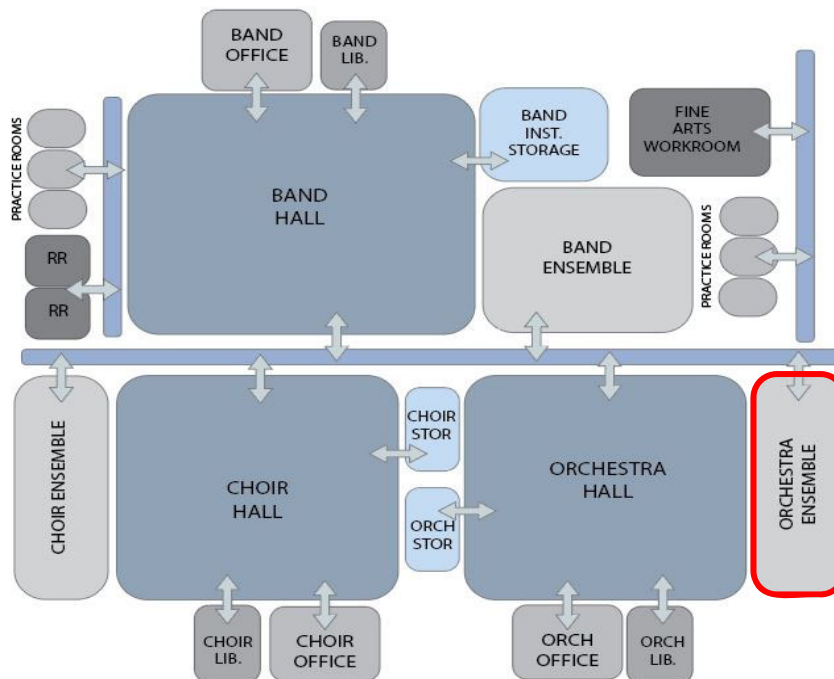 BAND
OFFICE
BAND
LIB.
BAND
INST.
STORAGE
FINE
ARTS
WORKROOM
PRACTICE ROOMS
BAND
HALL
BAND
ENSEMBLE
PRACTICE ROOMS
RR
RR
CHOIR ENSEMBLE
CHOIR
HALL
CHOIR
STOR
ORCH
STOR
ORCHESTRA
HALL
ORCHESTRA
ENSEMBLE
CHOIR
LIB.
CHOIR
OFFICE
ORCH
OFFICE
ORCH
LIB.